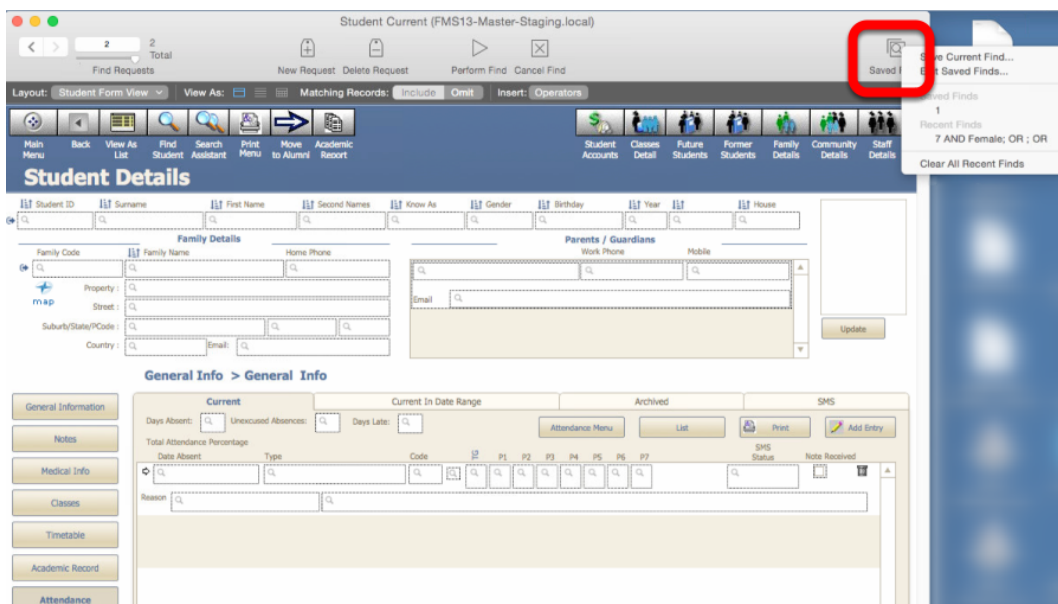 Student Current (FMS13-Master-Staging.local)
2
2
Total
Find Requests
New Request Delete Request
Perform Find Cancel Find
Saved
Save Current Find...
Edit Saved Finds...
Saved Finds
1
Recent Finds
7 AND Female; OR ; OR
Clear All Recent Finds
Layout: Student Form View View As: Matching Records: Include Omit Insert: Operators
Main Menu
Back
View As List
Find Student
Search Assistant
Print Menu
Move to Alumni
Academic Report
Student Accounts
Classes Detail
Future Students
Former Students
Family Details
Community Details
Staff Details
Student Details
Student ID Surname First Name Second Names Know As Gender Birthday Year House
Family Details
Parents / Guardians
Family Code Family Name Home Phone
Work Phone Mobile
map
Property :
Email
Street :
Suburb/State/PCode :
Country : Email:
Update
General Info > General Info
General Information
Notes
Medical Info
Classes
Timetable
Academic Record
Attendance
Current Current In Date Range Archived SMS
Days Absent: Unexcused Absences: Days Late:
Attendance Menu List Print Add Entry
Total Attendance Percentage
Date Absent Type Code P1 P2 P3 P4 P5 P6 P7 SMS Status Note Received
Reason